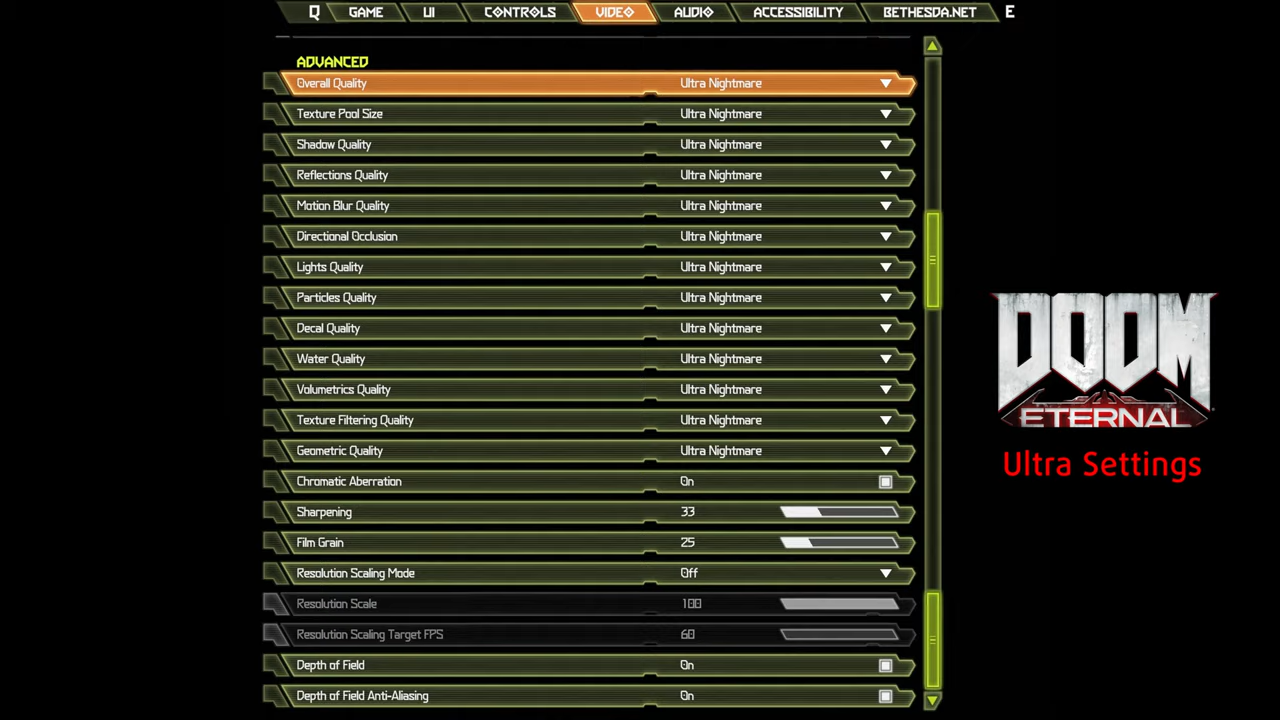 Q GAME UI CONTROLS VIDEO AUDIO ACCESSIBILITY BETHESDA.NET E
ADVANCED
Overall Quality Ultra Nightmare
Texture Pool Size Ultra Nightmare
Shadow Quality Ultra Nightmare
Reflections Quality Ultra Nightmare
Motion Blur Quality Ultra Nightmare
Directional Occlusion Ultra Nightmare
Lights Quality Ultra Nightmare
Particles Quality Ultra Nightmare
Decal Quality Ultra Nightmare
Water Quality Ultra Nightmare
Volumetrics Quality Ultra Nightmare
Texture Filtering Quality Ultra Nightmare
Geometric Quality Ultra Nightmare
Chromatic Aberration On
Sharpening 33
Film Grain 25
Resolution Scaling Mode Off
Resolution Scale 100
Resolution Scaling Target FPS 60
Depth of Field On
Depth of Field Anti-Aliasing On
DOOM
ETERNAL
Ultra Settings